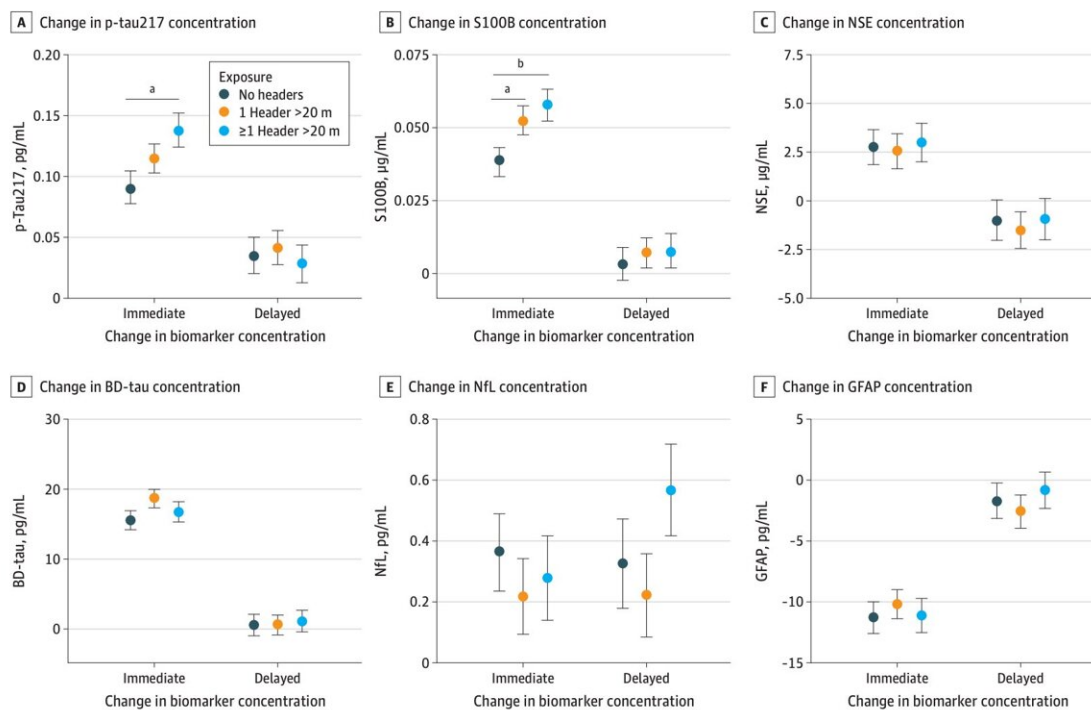 A Change in p-tau217 concentration
0.20
0.15
0.10
0.05
0
p-Tau217, pg/mL
a
Exposure
No headers
1 Header >20 m
≥1 Header >20 m
Immediate Delayed
Change in biomarker concentration
B Change in S100B concentration
0.075
0.050
0.025
0
S100B, µg/mL
b
a
Immediate Delayed
Change in biomarker concentration
C Change in NSE concentration
7.5
5.0
2.5
0
-2.5
-5.0
NSE, µg/mL
Immediate Delayed
Change in biomarker concentration
D Change in BD-tau concentration
30
20
10
0
BD-tau, pg/mL
Immediate Delayed
Change in biomarker concentration
E Change in NfL concentration
0.8
0.6
0.4
0.2
0
NfL, pg/mL
Immediate Delayed
Change in biomarker concentration
F Change in GFAP concentration
5
0
-5
-10
-15
GFAP, pg/mL
Immediate Delayed
Change in biomarker concentration